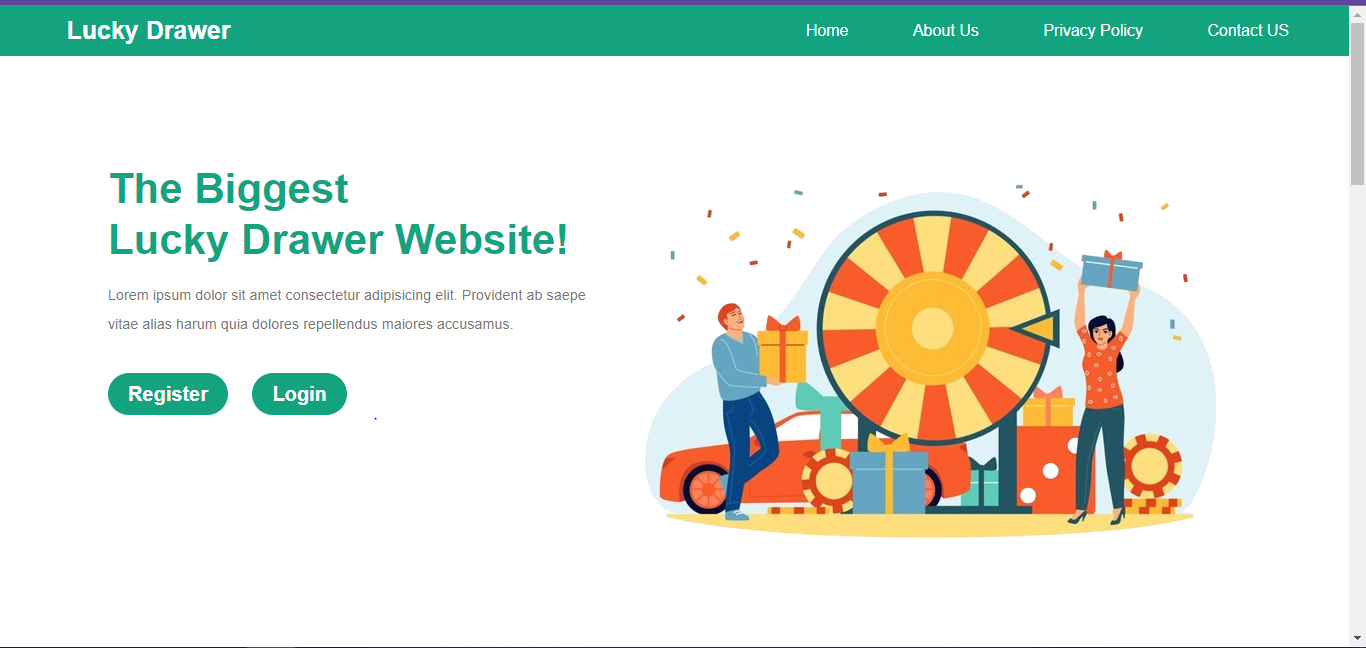 Lucky Drawer
Home
About Us
Privacy Policy
Contact US
The Biggest
Lucky Drawer Website!
Lorem ipsum dolor sit amet consectetur adipisicing elit. Provident ab saepe
vitae alias harum quia dolores repellendus maiores accusamus.
Register
Login